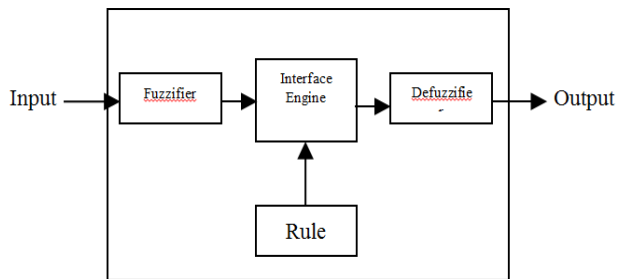 Input
Fuzzifier
Interface
Engine
Defuzzifie
Output
Rule